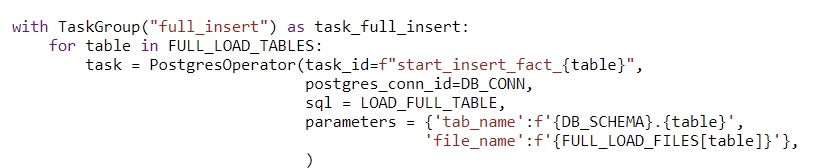 with TaskGroup("full_insert") as task_full_insert:
    for table in FULL_LOAD_TABLES:
        task = PostgresOperator(task_id=f"start_insert_fact_{table}",
                                postgres_conn_id=DB_CONN,
                                sql = LOAD_FULL_TABLE,
                                parameters = {'tab_name':f'{DB_SCHEMA}.{table}',
                                              'file_name':f'{FULL_LOAD_FILES[table]}'},
                                )